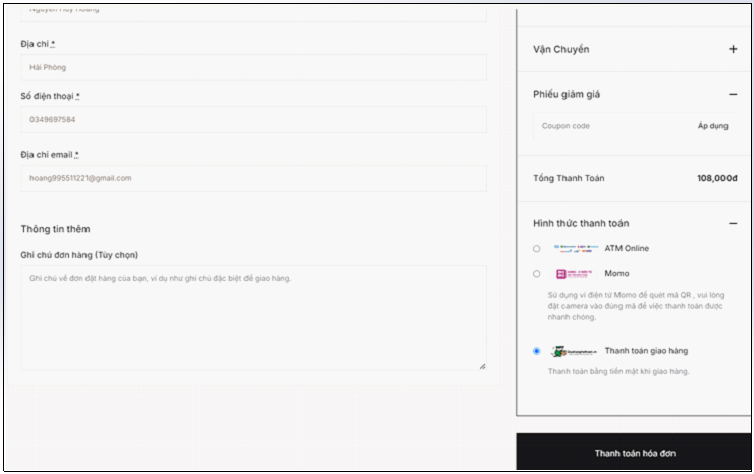 Nguyễn Huy Hoàng
Địa chỉ *
Hải Phòng
Số điện thoại *
0349697584
Địa chỉ email *
hoang995511221@gmail.com
Thông tin thêm
Ghi chú đơn hàng (Tùy chọn)
Ghi chú về đơn đặt hàng của bạn, ví dụ như ghi chú đặc biệt để giao hàng.
Vận Chuyển
Phiếu giảm giá
Coupon code Áp dụng
Tổng Thanh Toán 108,000đ
Hình thức thanh toán
ATM Online
Momo
Sử dụng ví điện tử Momo để quét mã QR , vui lòng
đặt camera vào đúng mã để việc thanh toán được
nhanh chóng.
Thanh toán giao hàng
Thanh toán bằng tiền mặt khi giao hàng.
Thanh toán hóa đơn